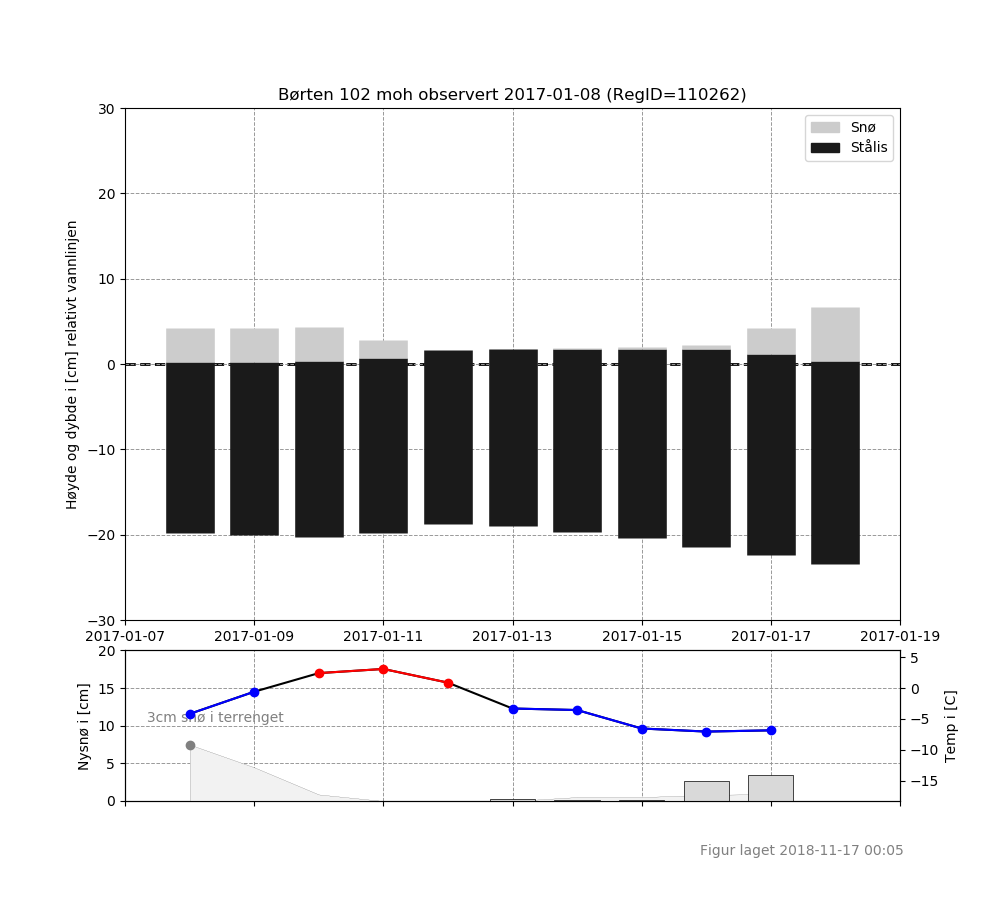 Børten 102 moh observert 2017-01-08 (RegID=110262)
30
20
10
0
−10
−20
−30
Høyde og dybde i [cm] relativt vannlinjen
Snø
Stålis
2017-01-07 2017-01-09 2017-01-11 2017-01-13 2017-01-15 2017-01-17 2017-01-19
20
15
10
5
0
Nysnø i [cm]
3cm snø i terrenget
5
0
−5
−10
−15
Temp i [C]
Figur laget 2018-11-17 00:05